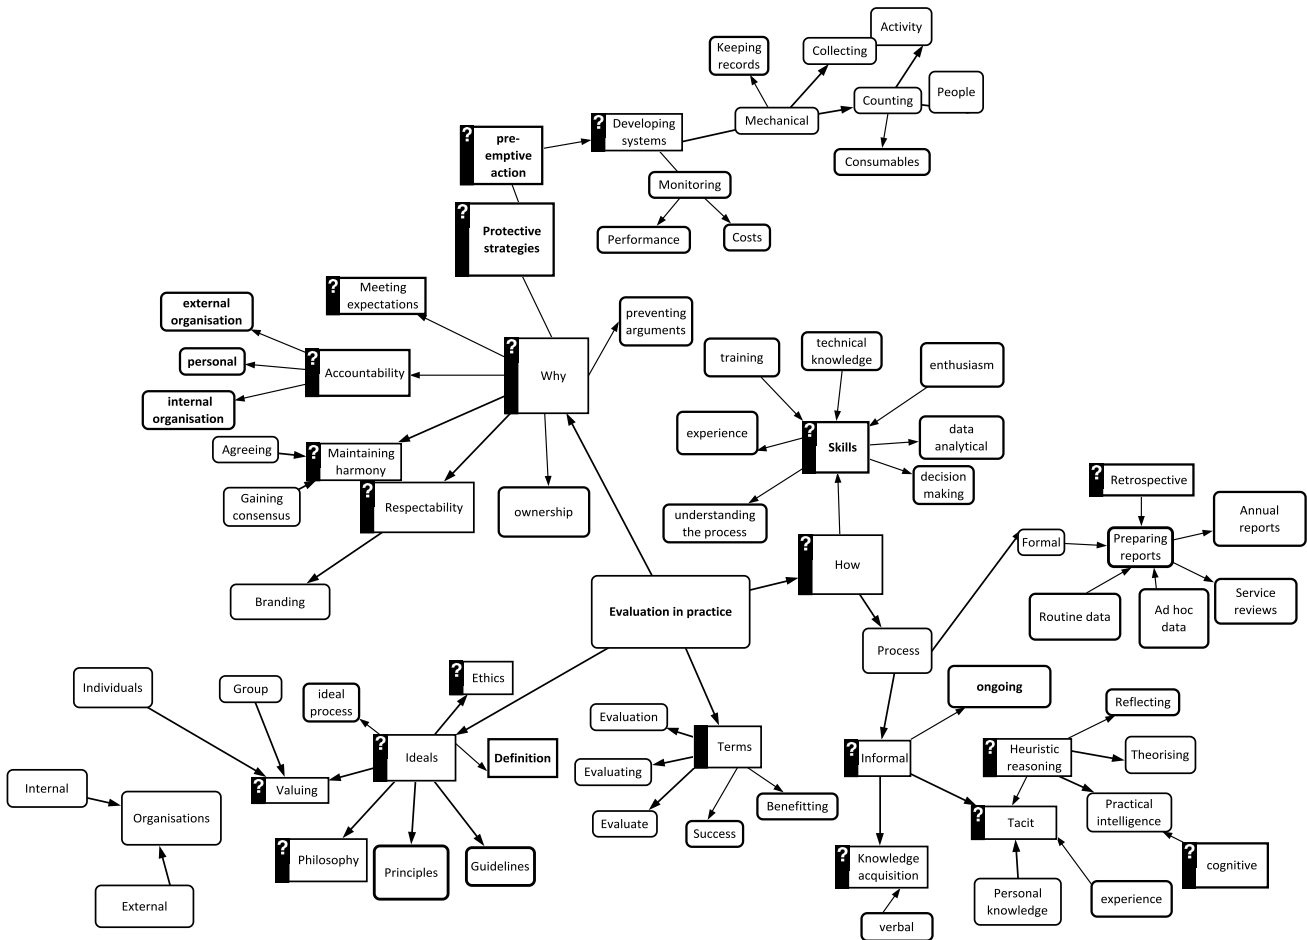 Activity
Keeping
records
Collecting
People
Counting
Mechanical
Consumables
?
Developing
systems
?
pre-
emptive
action
Monitoring
Performance
Costs
?
Protective
strategies
?
Meeting
expectations
external
organisation
personal
internal
organisation
?
Accountability
?
Why
preventing
arguments
Agreeing
Gaining
consensus
?
Maintaining
harmony
?
Respectability
ownership
Branding
training
technical
knowledge
enthusiasm
experience
?
Skills
data
analytical
decision
making
understanding
the process
?
How
Evaluation in practice
Process
?
Retrospective
Formal
Preparing
reports
Annual
reports
Service
reviews
Routine data
Ad hoc
data
Individuals
Group
ideal
process
?
Ethics
?
Ideals
Definition
?
Valuing
Internal
Organisations
External
?
Philosophy
Principles
Guidelines
Evaluation
?
Terms
Evaluating
Evaluate
Success
Benefitting
ongoing
?
Informal
?
Heuristic
reasoning
Reflecting
Theorising
Practical
intelligence
?
Tacit
?
cognitive
?
Knowledge
acquisition
verbal
Personal
knowledge
experience